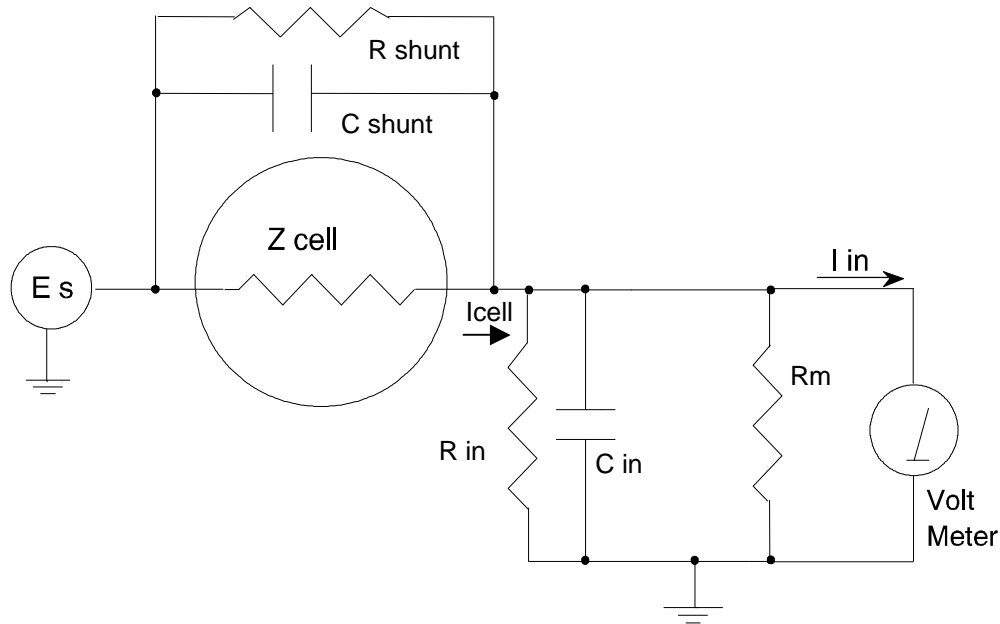 R shunt
C shunt
Z cell
E s
I in
Icell
Rm
R in
C in
Volt
Meter